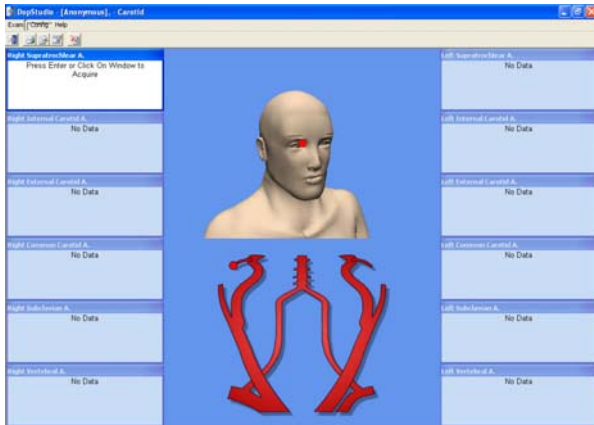 DopStudio - [Anonymous], - Carotid
Exam Config Help
Right Supratrochlear A.
Press Enter or Click On Window to
Acquire
Right Internal Carotid A.
No Data
Right External Carotid A.
No Data
Right Common Carotid A.
No Data
Right Subclavian A.
No Data
Right Vertebral A.
No Data
Left Supratrochlear A.
No Data
Left Internal Carotid A.
No Data
Left External Carotid A.
No Data
Left Common Carotid A.
No Data
Left Subclavian A.
No Data
Left Vertebral A.
No Data